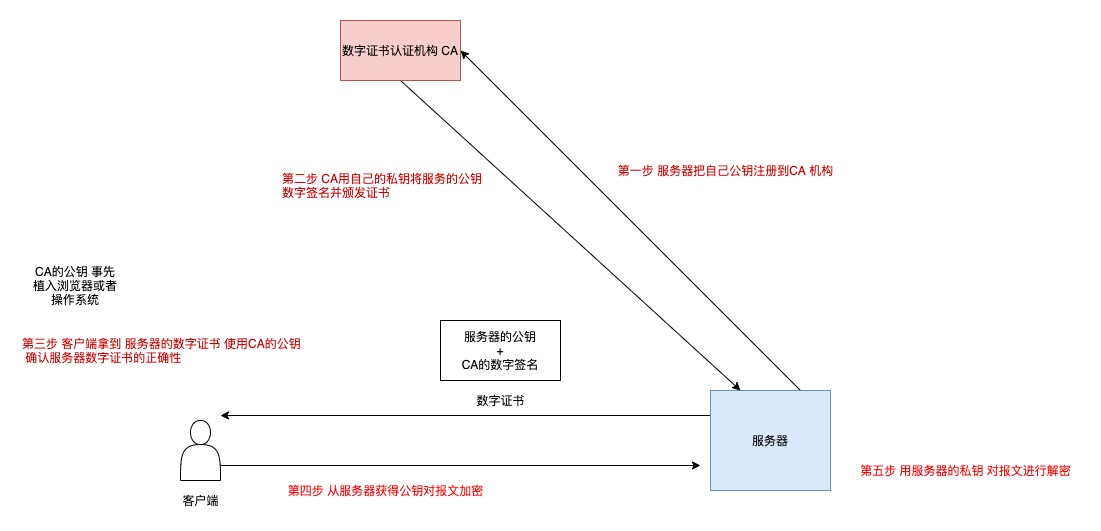 数字证书认证机构 CA
第一步 服务器把自己公钥注册到CA 机构
第二步 CA用自己的私钥将服务的公钥
数字签名并颁发证书
CA的公钥 事先
植入浏览器或者
操作系统
第三步 客户端拿到 服务器的数字证书 使用CA的公钥
确认服务器数字证书的正确性
服务器的公钥
+
CA的数字签名
数字证书
服务器
第五步 用服务器的私钥 对报文进行解密
第四步 从服务器获得公钥对报文加密
客户端